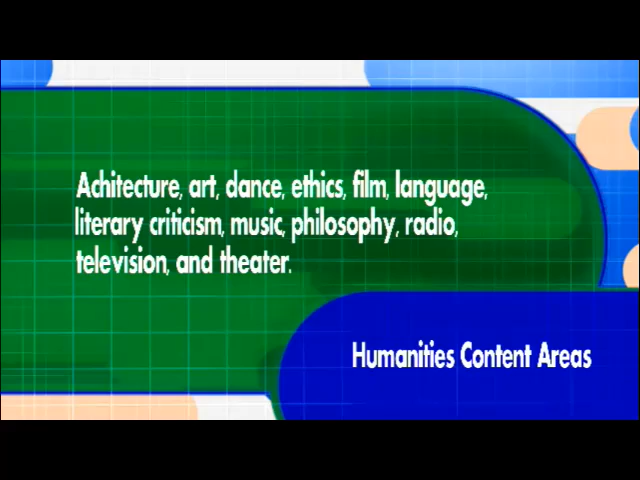 Achitecture, art, dance, ethics, film, language,
literary criticism, music, philosophy, radio,
television, and theater.
Humanities Content Areas